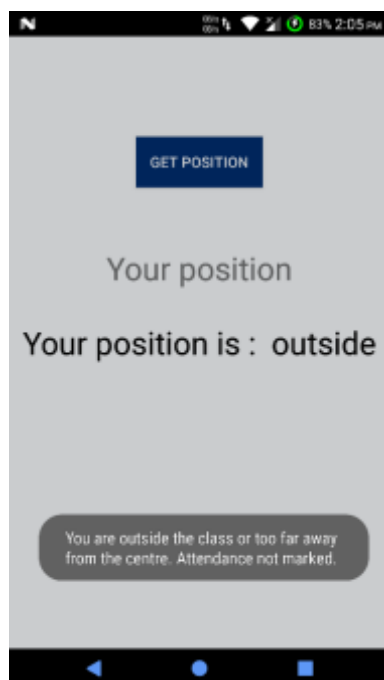 83% 2:05 PM
GET POSITION
Your position
Your position is : outside
You are outside the class or too far away
from the centre. Attendance not marked.